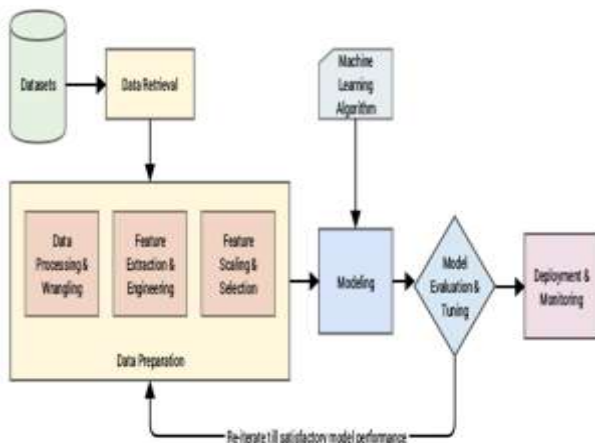 Datasets
Data Retrieval
Machine
Learning
Algorithm
Data
Processing &
Wrangling
Feature
Extraction &
Engineering
Feature
Scaling &
Selection
Data Preparation
Modeling
Model
Evaluation &
Tuning
Deployment &
Monitoring
Re-iterate till satisfactory model performance